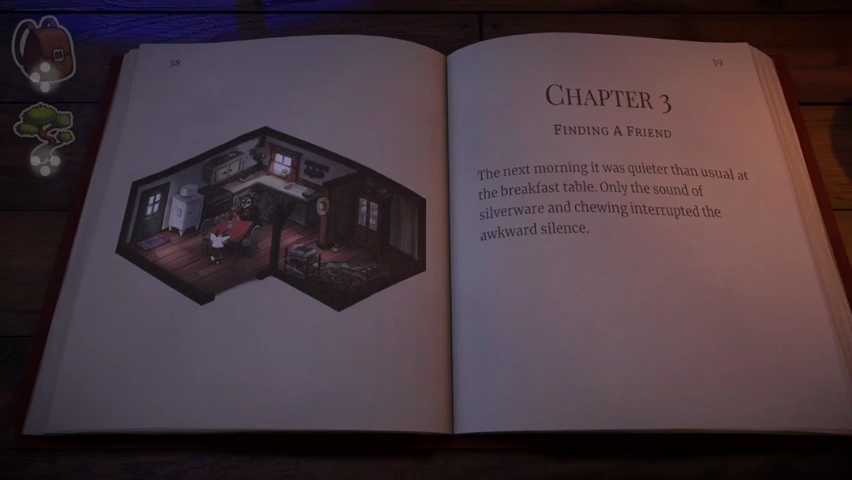 38
39
Chapter 3
Finding A Friend
The next morning it was quieter than usual at
the breakfast table. Only the sound of
silverware and chewing interrupted the
awkward silence.